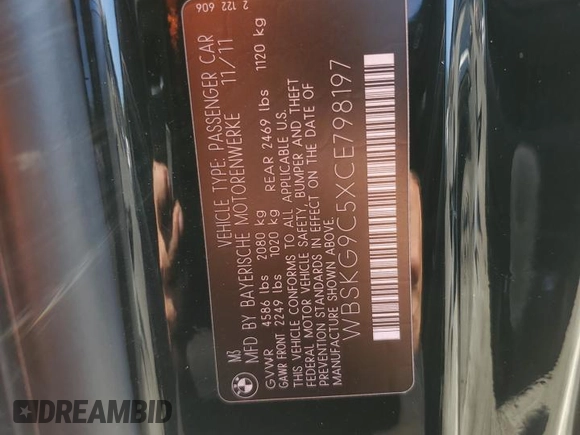 2 122 606
VEHICLE TYPE: PASSENGER CAR
MFD BY BAYERISCHE MOTORENWERKE 11/11
GVWR 4586 lbs 2080 kg
GAWR FRONT 2249 lbs 1020 kg REAR 2469 lbs 1120 kg
THIS VEHICLE CONFORMS TO ALL APPLICABLE U.S.
FEDERAL MOTOR VEHICLE SAFETY, BUMPER AND THEFT
PREVENTION STANDARDS IN EFFECT ON THE DATE OF
MANUFACTURE SHOWN ABOVE.
WBSKG9C5XCE798197
M3
BMW
DREAMBID